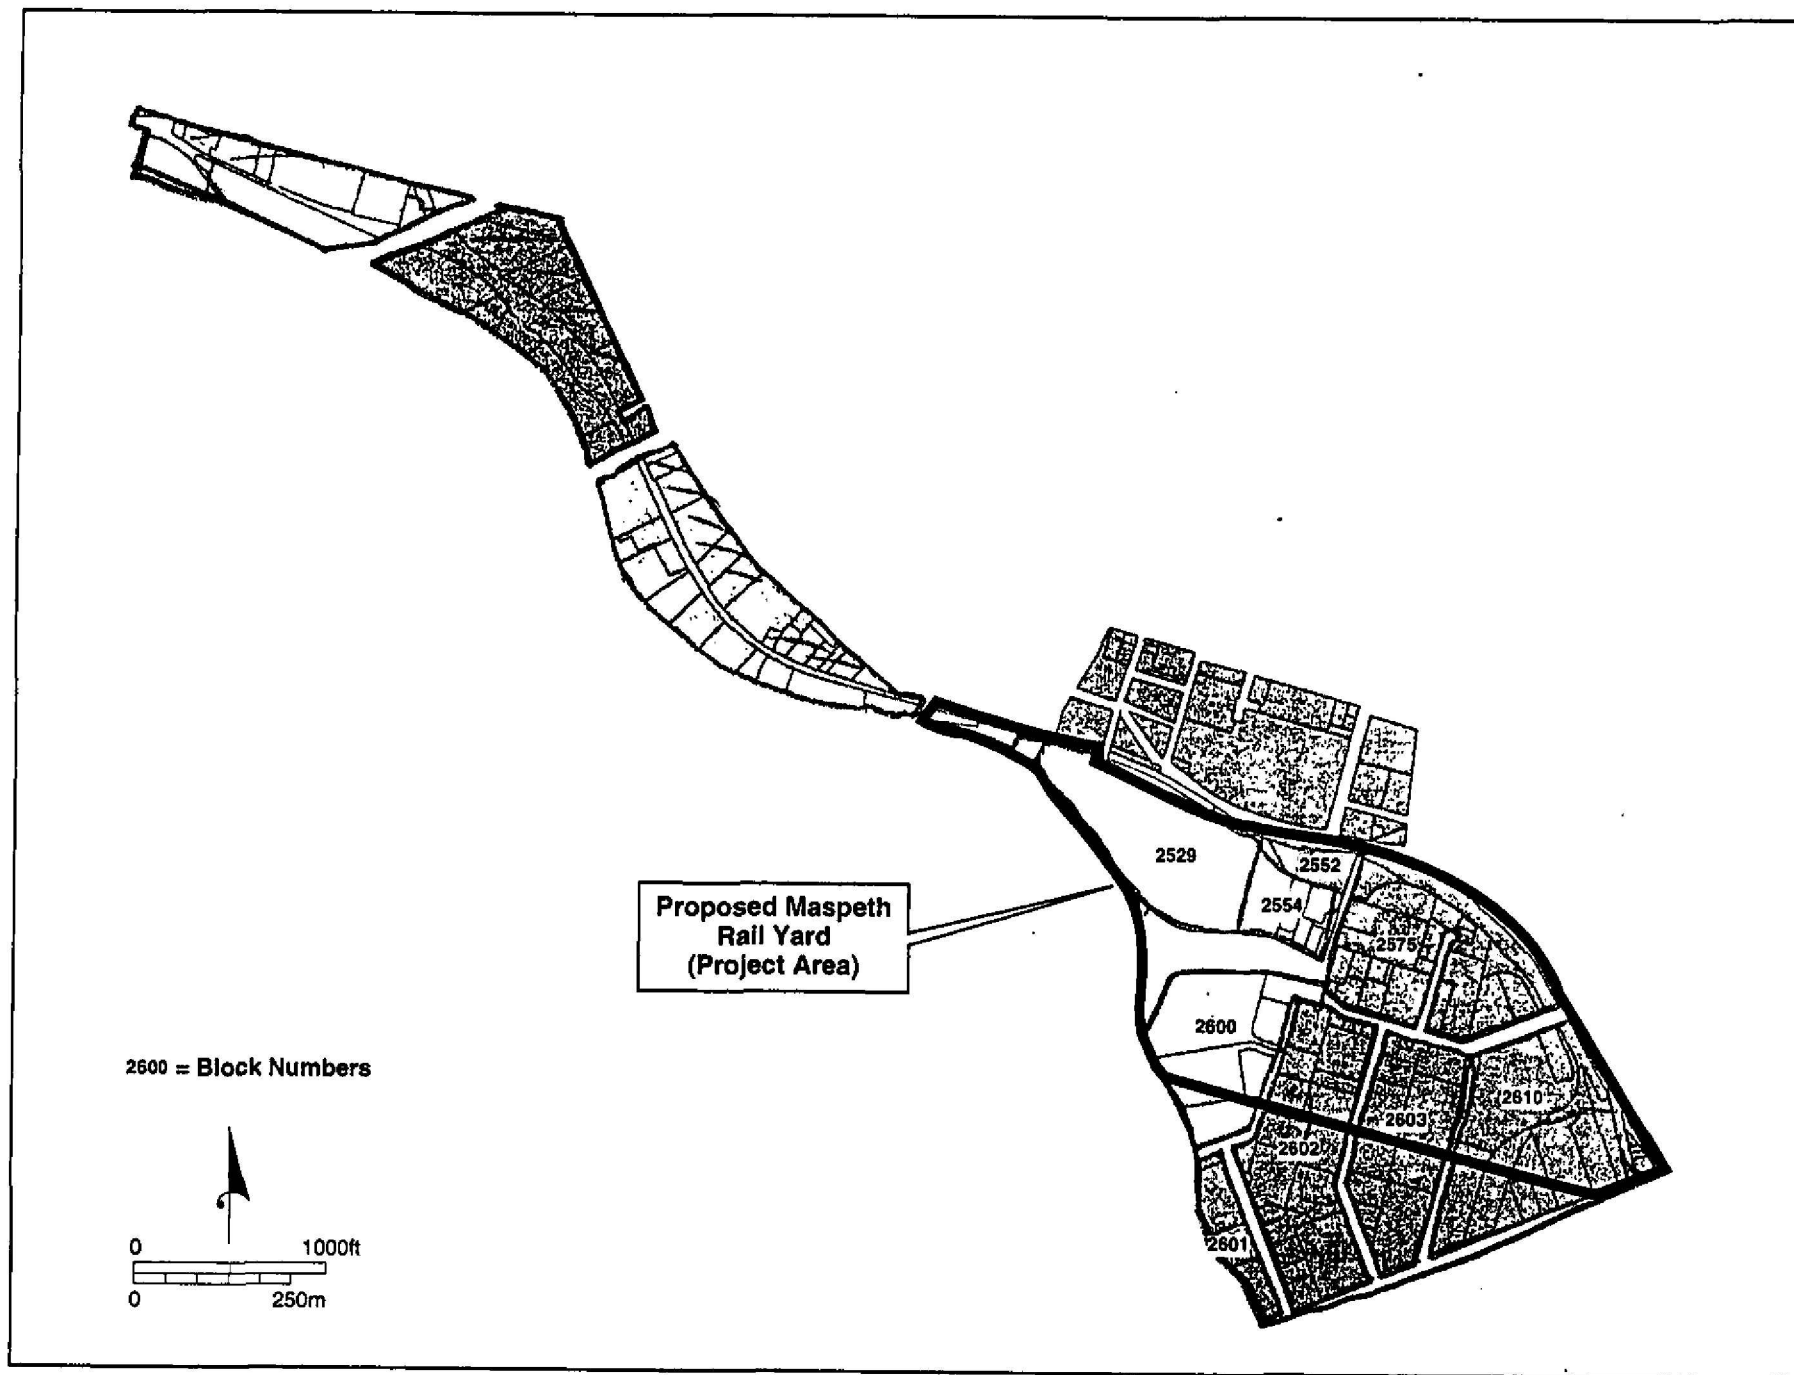 2529
2552
2554
2575
Proposed Maspeth
Rail Yard
(Project Area)
2600
2600 = Block Numbers
2610
2603
2602
2601
0 1000ft
0 250m